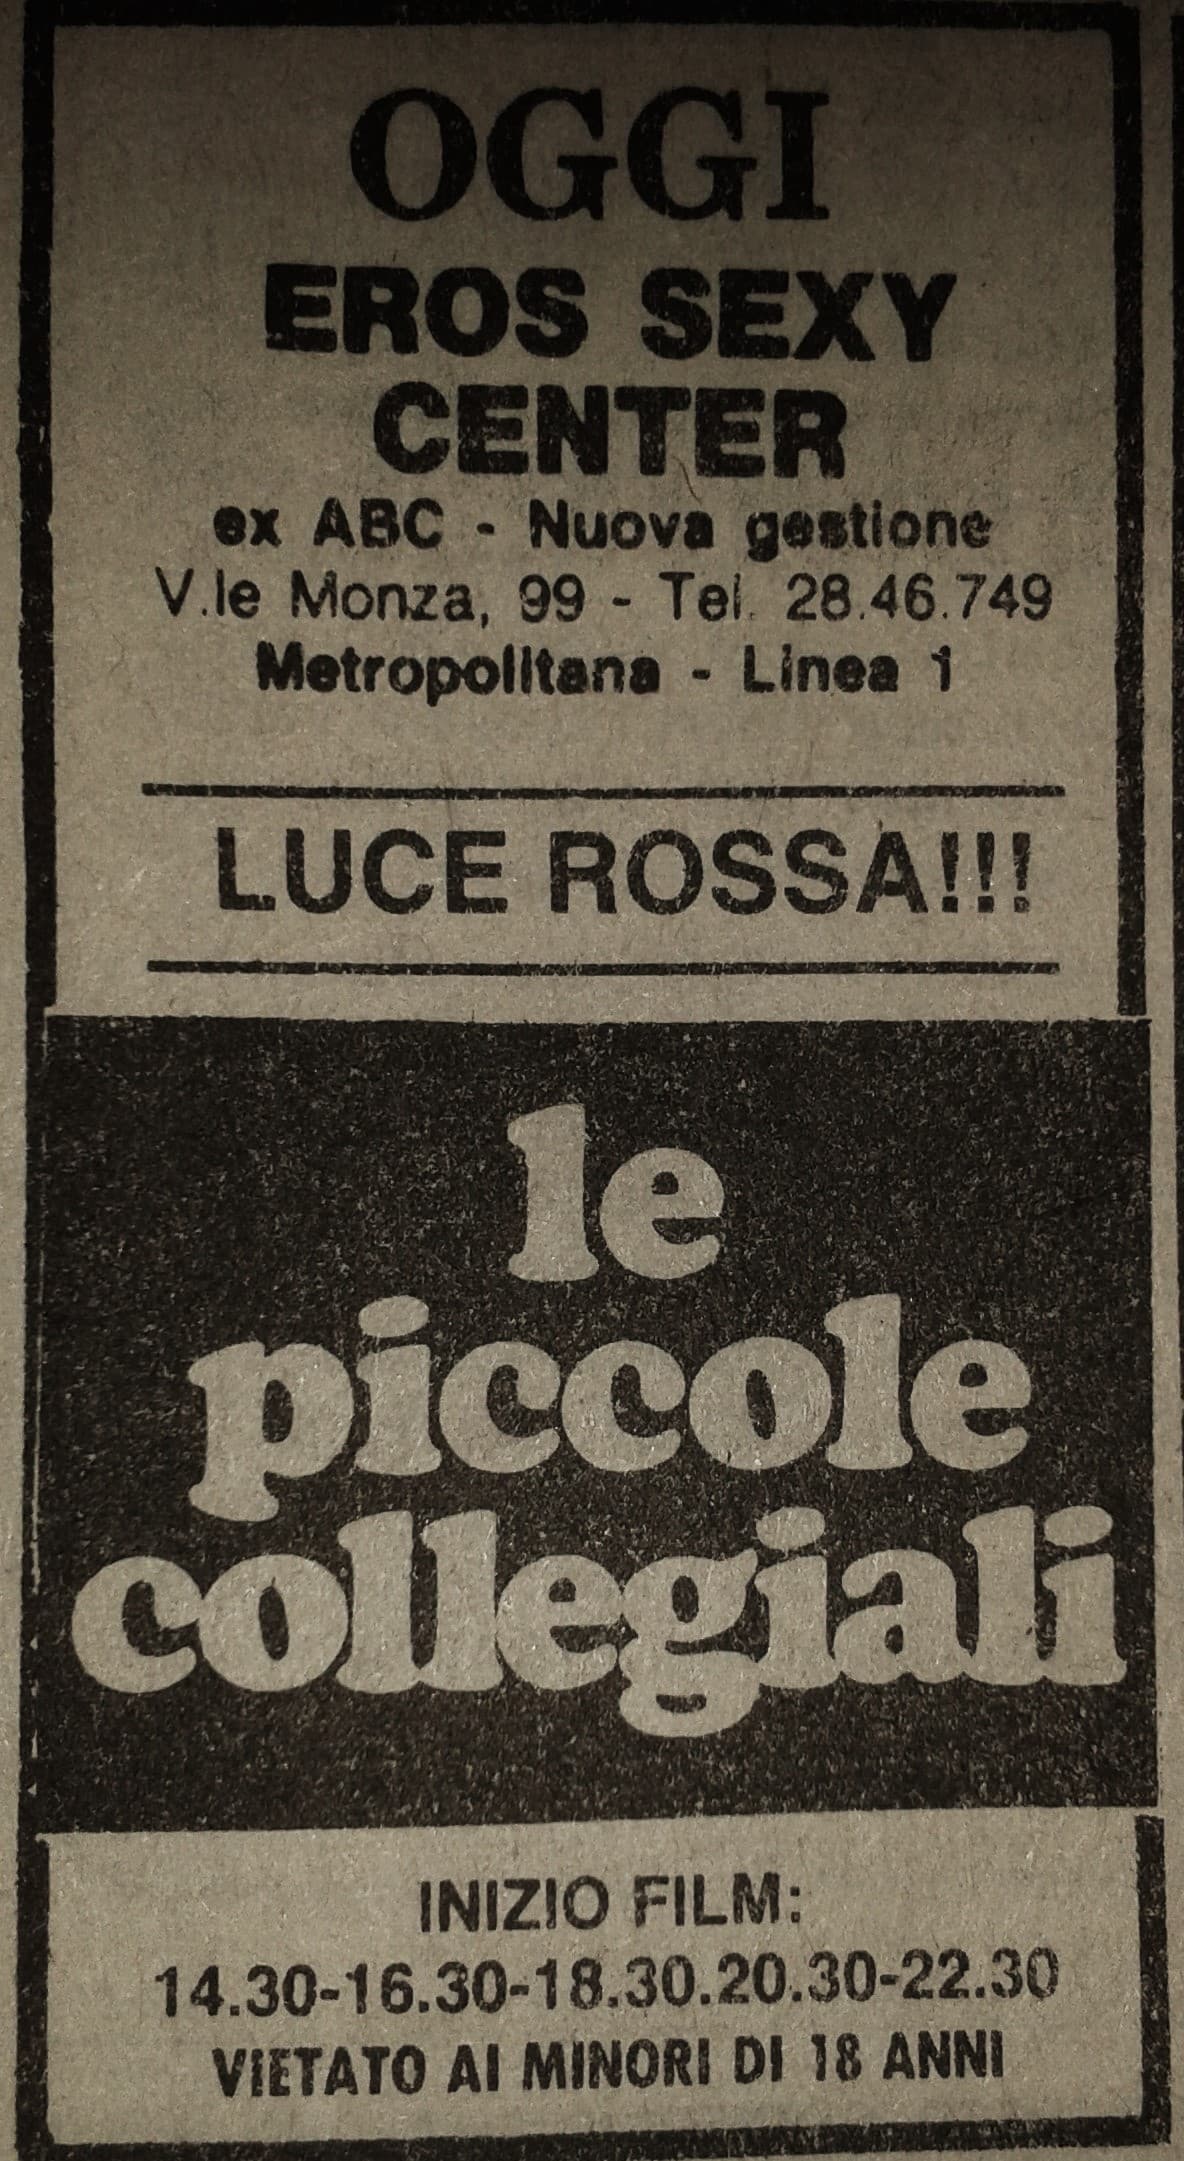 OGGI
EROS SEXY
CENTER
ex ABC - Nuova gestione
V.le Monza, 99 - Tel. 28.46.749
Metropolitana - Linea 1
LUCE ROSSA!!!
le
piccole
collegiali
INIZIO FILM:
14.30-16.30-18.30.20.30-22.30
VIETATO AI MINORI DI 18 ANNI